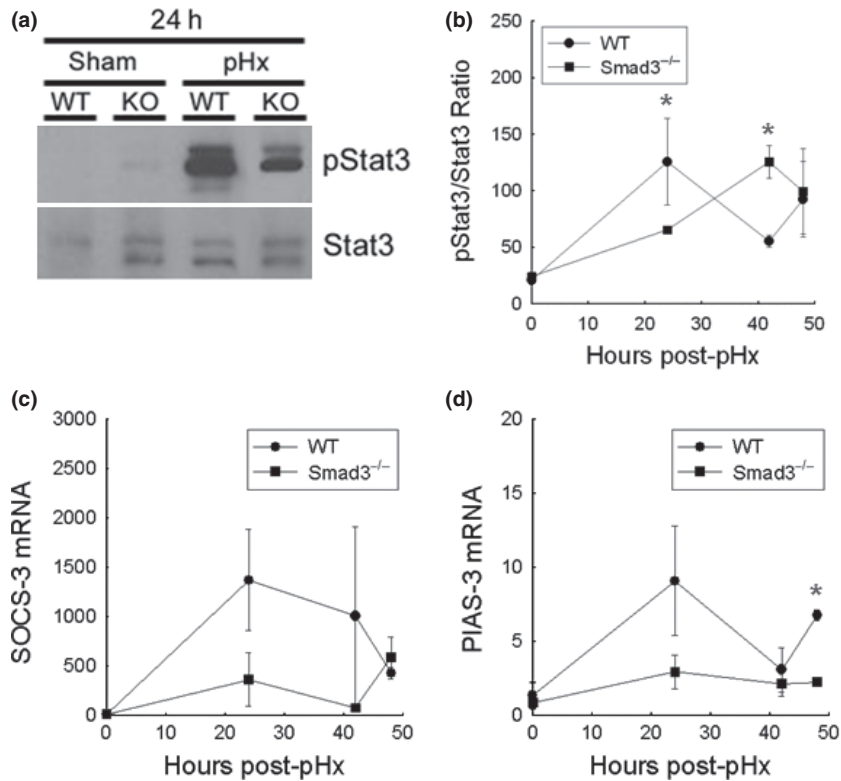 (a)
24 h
Sham pHx
WT KO WT KO
pStat3
Stat3
(b)
WT
Smad3⁻/⁻
pStat3/Stat3 Ratio
250
200
150
100
50
0
* *
0 10 20 30 40 50
Hours post-pHx
(c)
WT
Smad3⁻/⁻
SOCS-3 mRNA
3000
2500
2000
1500
1000
500
0
0 10 20 30 40 50
Hours post-pHx
(d)
WT
Smad3⁻/⁻
PIAS-3 mRNA
20
15
10
5
0
*
0 10 20 30 40 50
Hours post-pHx